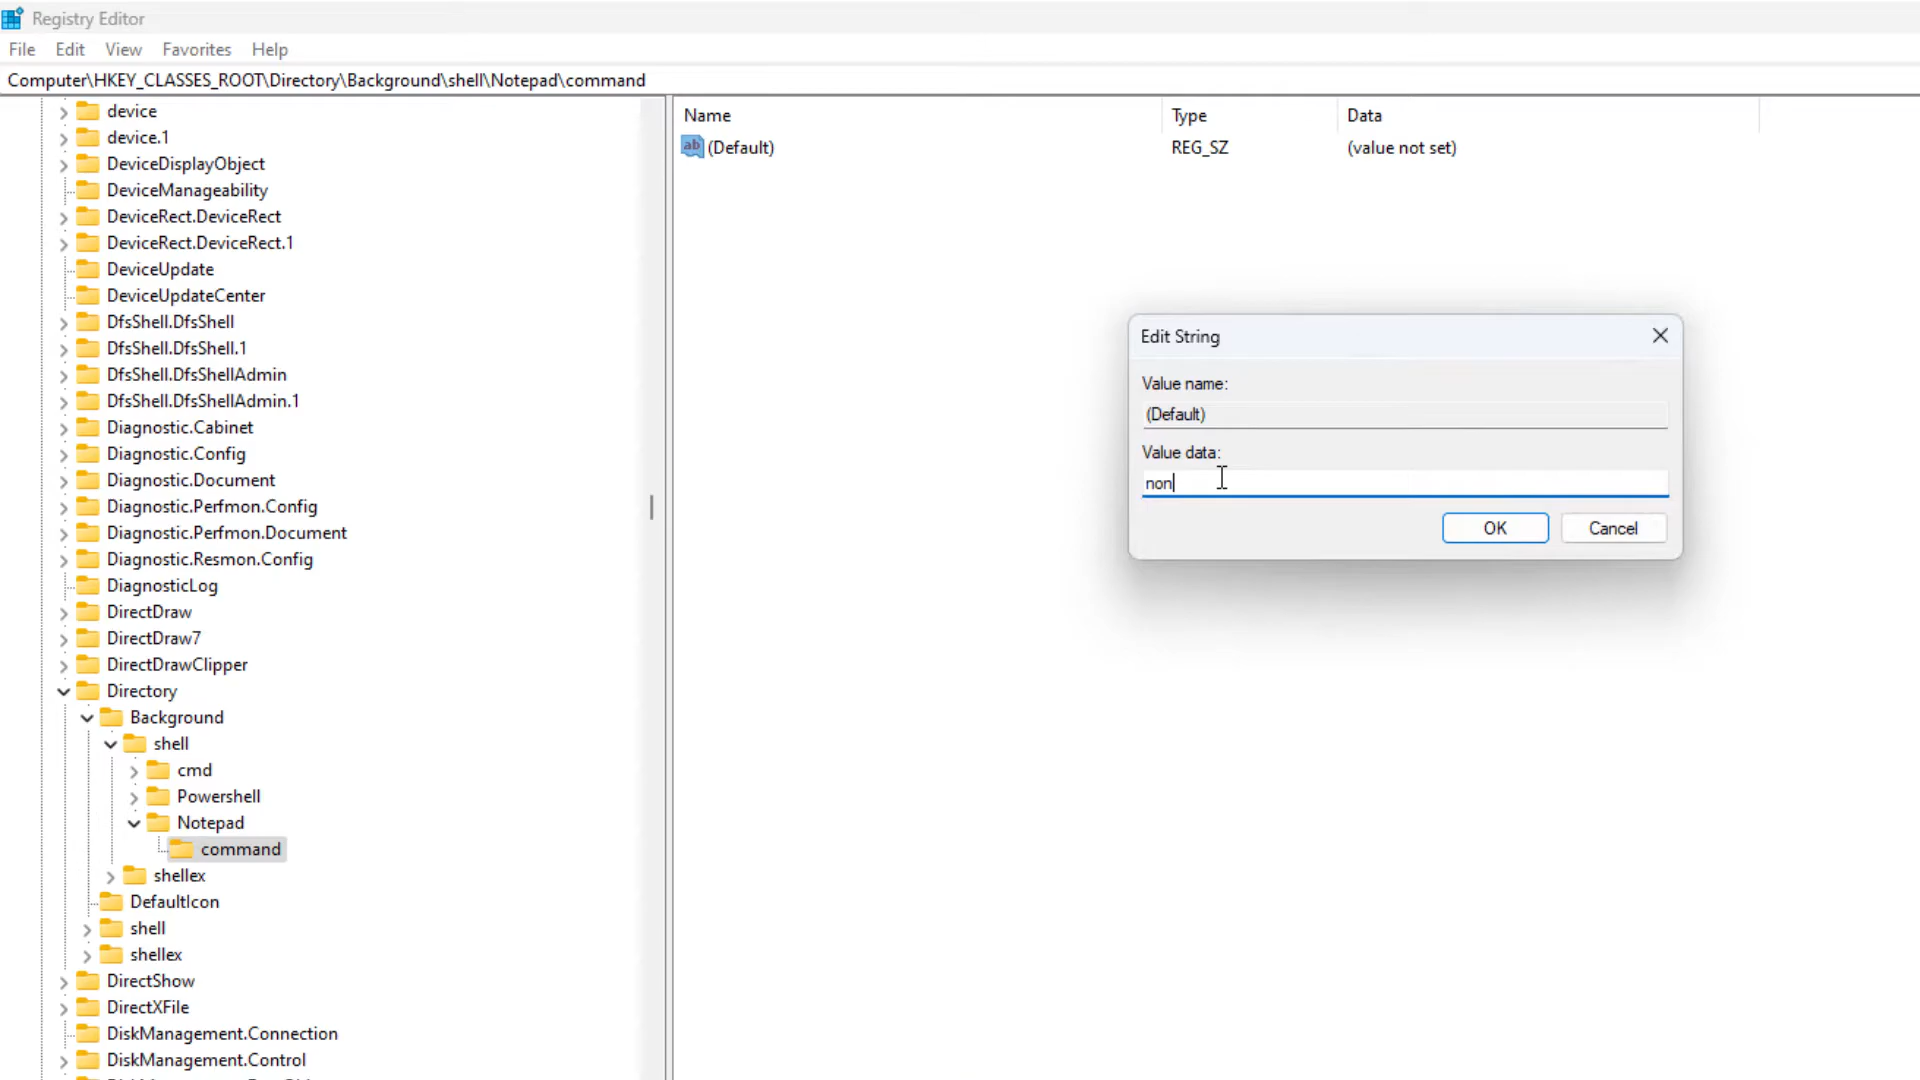 Registry Editor
File Edit View Favorites Help
Computer\HKEY_CLASSES_ROOT\Directory\Background\shell\Notepad\command
device
device.1
DeviceDisplayObject
DeviceManageability
DeviceRect.DeviceRect
DeviceRect.DeviceRect.1
DeviceUpdate
DeviceUpdateCenter
DfsShell.DfsShell
DfsShell.DfsShell.1
DfsShell.DfsShellAdmin
DfsShell.DfsShellAdmin.1
Diagnostic.Cabinet
Diagnostic.Config
Diagnostic.Document
Diagnostic.Perfmon.Config
Diagnostic.Perfmon.Document
Diagnostic.Resmon.Config
DiagnosticLog
DirectDraw
DirectDraw7
DirectDrawClipper
Directory
Background
shell
cmd
Powershell
Notepad
command
shellex
DefaultIcon
shell
shellex
DirectShow
DirectXFile
DiskManagement.Connection
DiskManagement.Control
Name Type Data
ab (Default) REG_SZ (value not set)
Edit String
Value name:
(Default)
Value data:
non
OK Cancel